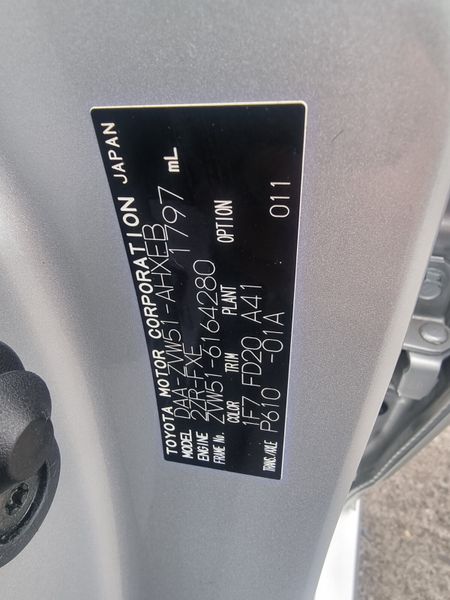 TOYOTA MOTOR CORPORATION JAPAN
MODEL DAA-ZVW51-AHXEB
ENGINE 2ZR-FXE 1797 mL
FRAME No. ZVW51-6164280
COLOR TRIM PLANT OPTION
1F7 FD20 A41 011
TRANS./AXLE P610 -01A